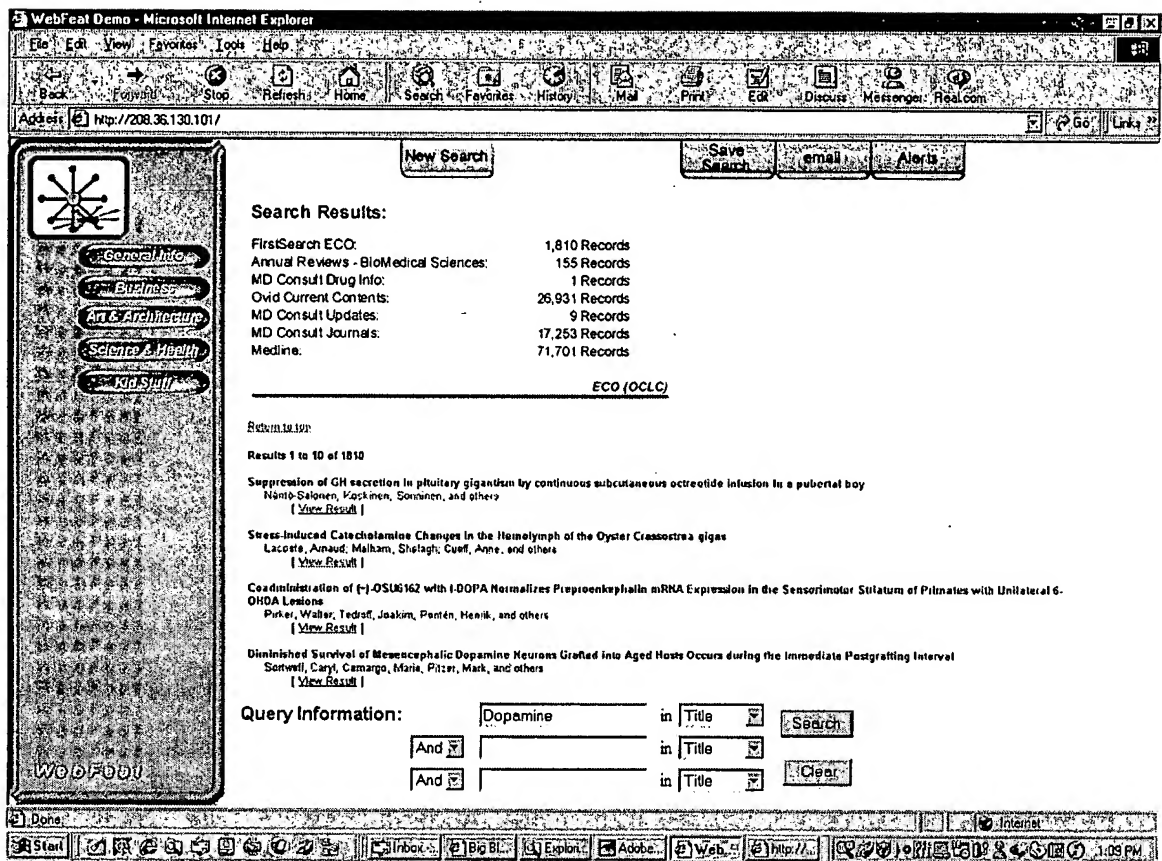 WebFeat Demo - Microsoft Internet Explorer
File Edit View Favorites Tools Help
Back Forward Stop Refresh Home Search Favorites History Mail Print Edit Discuss Messenger Real.com
Address http://208.36.130.101/ Go Links »
New Search Save Search email Alerts
General Info
Business
Art & Architecture
Science & Health
Kid Stuff
WebFeat
Search Results:
FirstSearch ECO: 1,810 Records
Annual Reviews - BioMedical Sciences: 155 Records
MD Consult Drug Info: 1 Records
Ovid Current Contents: 26,931 Records
MD Consult Updates: 9 Records
MD Consult Journals: 17,253 Records
Medline: 71,701 Records
ECO (OCLC)
Return to top
Results 1 to 10 of 1810
Suppression of GH secretion in pituitary gigantism by continuous subcutaneous octreotide infusion in a pubertal boy
Näntö-Salonen, Koskinen, Sonninen, and others
[ View Result ]
Stress-Induced Catecholamine Changes in the Hemolymph of the Oyster Crassostrea gigas
Lacoste, Arnaud; Malham, Shelagh; Cueff, Anne, and others
[ View Result ]
Coadministration of (-)-OSU6162 with l-DOPA Normalizes Preproenkephalin mRNA Expression in the Sensorimotor Striatum of Primates with Unilateral 6-
OHDA Lesions
Pirker, Walter, Tedroff, Joakim, Pontén, Henrik, and others
[ View Result ]
Diminished Survival of Mesencephalic Dopamine Neurons Grafted into Aged Hosts Occurs during the Immediate Postgrafting Interval
Sortwell, Caryl, Camargo, Maria, Pitzer, Mark, and others
[ View Result ]
Query Information: Dopamine in Title Search
And in Title
And in Title Clear
Done Internet
Start Inbox... Big Bl... Explori... Adobe... Web... http://... 1:09 PM